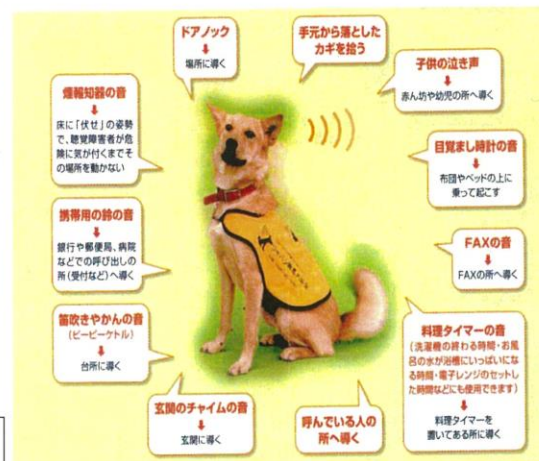 ドアノック
↓
場所に導く
手元から落とした
カギを拾う
子供の泣き声
↓
赤ん坊や幼児の所へ導く
煙報知器の音
↓
床に「伏せ」の姿勢
で、聴覚障害者が危
険に気が付くまでそ
の場所を動かない
目覚まし時計の音
↓
布団やベッドの上に
乗って起こす
携帯用の鈴の音
↓
銀行や郵便局、病院
などでの呼び出しの
所(受付など)へ導く
FAXの音
↓
FAXの所へ導く
笛吹きやかんの音
(ピーピーケトル)
↓
台所に導く
料理タイマーの音
(洗濯機の終わる時間・お風
呂の水が浴槽にいっぱいにな
る時間・電子レンジのセットし
た時間などにも使用できます)
↓
料理タイマーを
置いてある所に導く
玄関のチャイムの音
↓
玄関に導く
呼んでいる人の
所へ導く